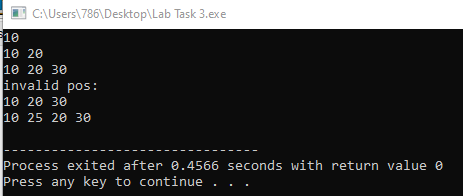 C:\Users\786\Desktop\Lab Task 3.exe
10
10 20
10 20 30
invalid pos:
10 20 30
10 25 20 30
--------------------------------
Process exited after 0.4566 seconds with return value 0
Press any key to continue . . .